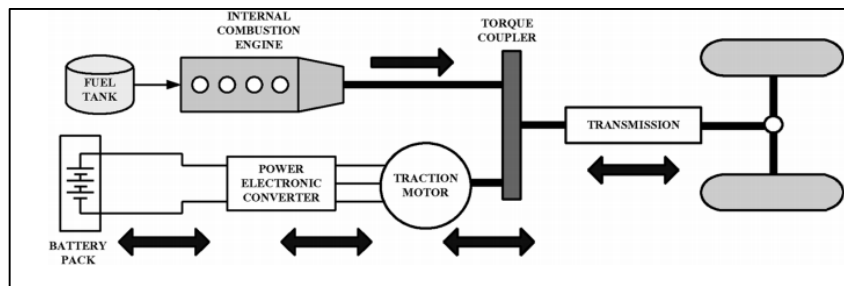 INTERNAL
COMBUSTION
ENGINE
TORQUE
COUPLER
FUEL
TANK
TRANSMISSION
POWER
ELECTRONIC
CONVERTER
TRACTION
MOTOR
BATTERY
PACK